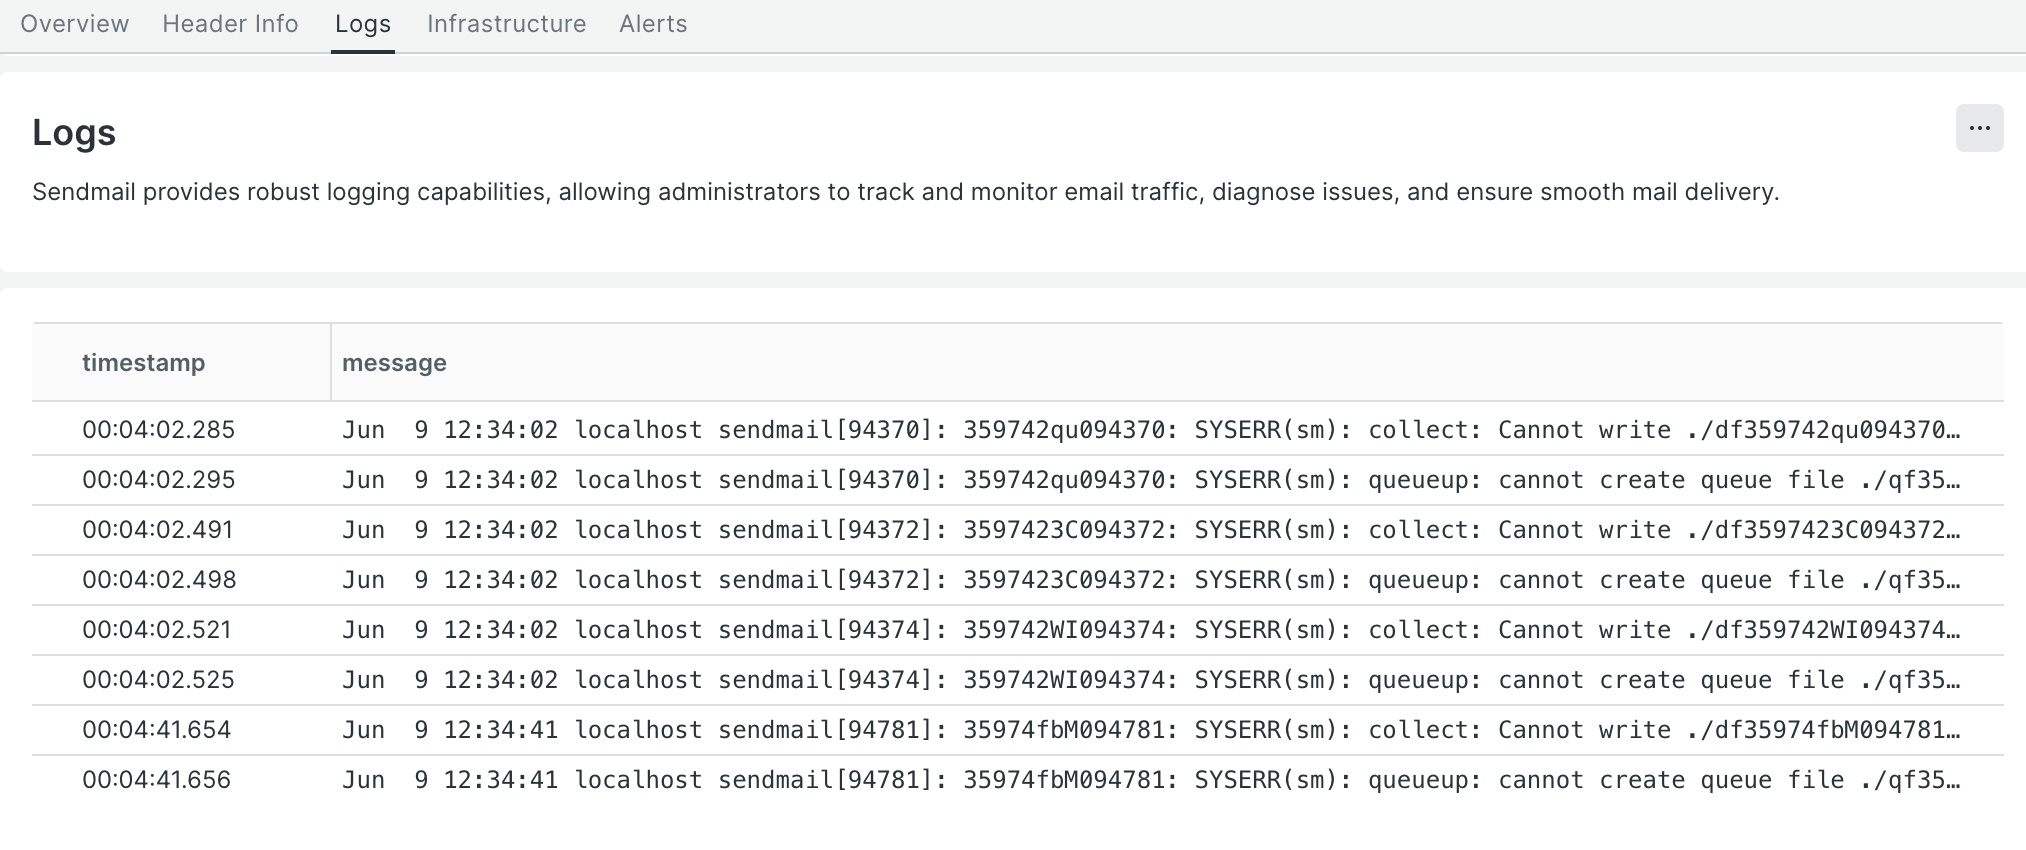 Overview Header Info Logs Infrastructure Alerts
Logs
...
Sendmail provides robust logging capabilities, allowing administrators to track and monitor email traffic, diagnose issues, and ensure smooth mail delivery.
timestamp message
00:04:02.285 Jun  9 12:34:02 localhost sendmail[94370]: 359742qu094370: SYSERR(sm): collect: Cannot write ./df359742qu094370…
00:04:02.295 Jun  9 12:34:02 localhost sendmail[94370]: 359742qu094370: SYSERR(sm): queueup: cannot create queue file ./qf35…
00:04:02.491 Jun  9 12:34:02 localhost sendmail[94372]: 3597423C094372: SYSERR(sm): collect: Cannot write ./df3597423C094372…
00:04:02.498 Jun  9 12:34:02 localhost sendmail[94372]: 3597423C094372: SYSERR(sm): queueup: cannot create queue file ./qf35…
00:04:02.521 Jun  9 12:34:02 localhost sendmail[94374]: 359742WI094374: SYSERR(sm): collect: Cannot write ./df359742WI094374…
00:04:02.525 Jun  9 12:34:02 localhost sendmail[94374]: 359742WI094374: SYSERR(sm): queueup: cannot create queue file ./qf35…
00:04:41.654 Jun  9 12:34:41 localhost sendmail[94781]: 35974fbM094781: SYSERR(sm): collect: Cannot write ./df35974fbM094781…
00:04:41.656 Jun  9 12:34:41 localhost sendmail[94781]: 35974fbM094781: SYSERR(sm): queueup: cannot create queue file ./qf35…